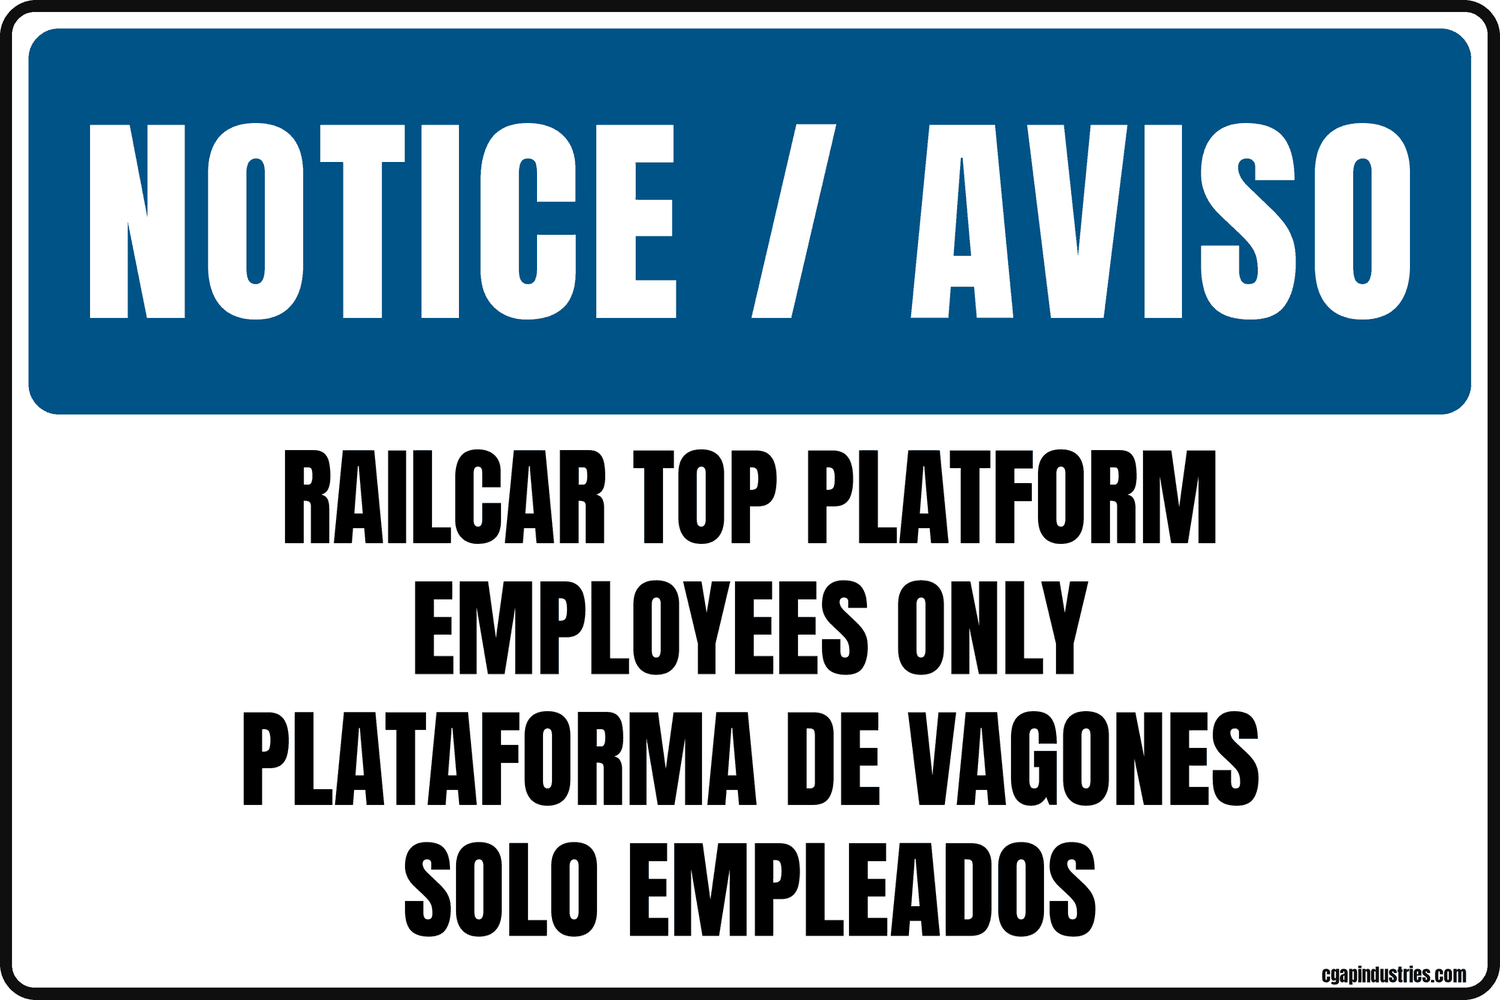 NOTICE / AVISO
RAILCAR TOP PLATFORM
EMPLOYEES ONLY
PLATAFORMA DE VAGONES
SOLO EMPLEADOS
cgapindustries.com